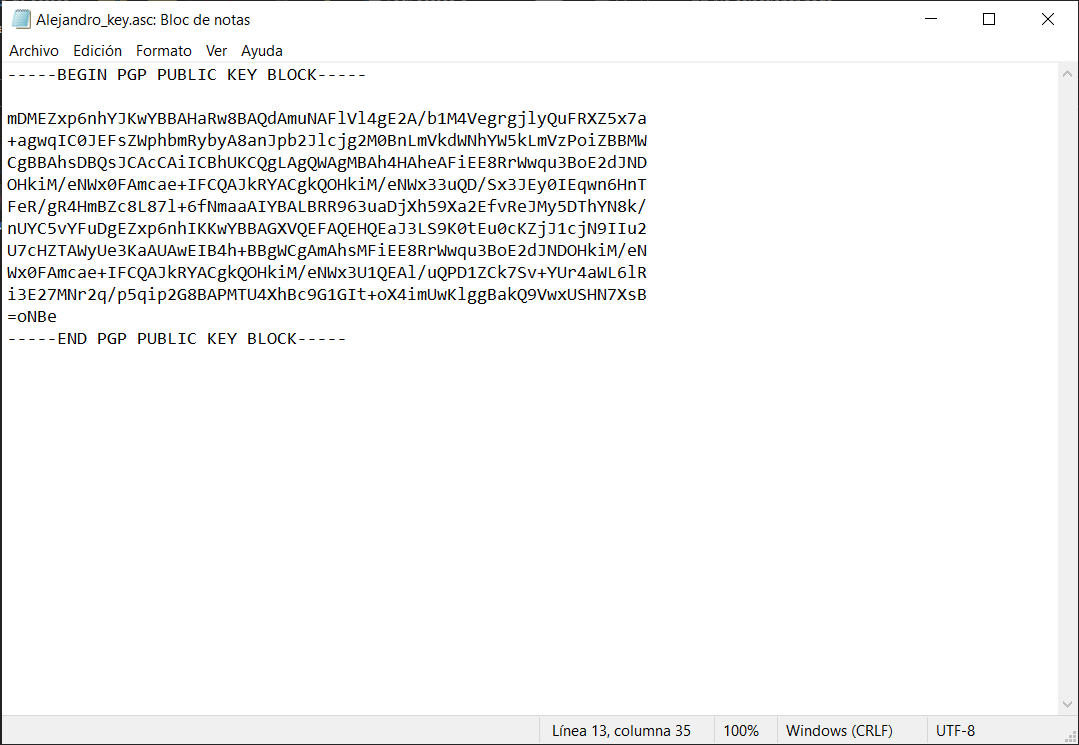 Alejandro_key.asc: Bloc de notas
Archivo Edición Formato Ver Ayuda
-----BEGIN PGP PUBLIC KEY BLOCK-----
mDMEZxp6nhYJKwYBBAHaRw8BAQdAmuNAFlVl4gE2A/b1M4VegrgjlyQuFRXZ5x7a
+agwqIC0JEFsZWphbmRybyA8anJpb2Jlcjg2M0BnLmVkdWNhYW5kLmVzPoiZBBMW
CgBBAhsDBQsJCAcCAiICBhUKCQgLAgQWAgMBAh4HAheAFiEE8RrWwqu3BoE2dJND
OHkiM/eNWx0FAmcae+IFCQAJkRYACgkQOHkiM/eNWx33uQD/Sx3JEy0IEqwn6HnT
FeR/gR4HmBZc8L87l+6fNmaaAIYBALBRR963uaDjXh59Xa2EfvReJMy5DThYN8k/
nUYC5vYFuDgEZxp6nhIKKwYBBAGXVQEFAQEHQEaJ3LS9K0tEu0cKZjJ1cjN9IIu2
U7cHZTAWyUe3KaAUAwEIB4h+BBgWCgAmAhsMFiEE8RrWwqu3BoE2dJNDOHkiM/eN
Wx0FAmcae+IFCQAJkRYACgkQOHkiM/eNWx3U1QEAl/uQPD1ZCk7Sv+YUr4aWL6lR
i3E27MNr2q/p5qip2G8BAPMTU4XhBc9G1GIt+oX4imUwKlggBakQ9VwxUSHN7XsB
=oNBe
-----END PGP PUBLIC KEY BLOCK-----
Línea 13, columna 35 100% Windows (CRLF) UTF-8